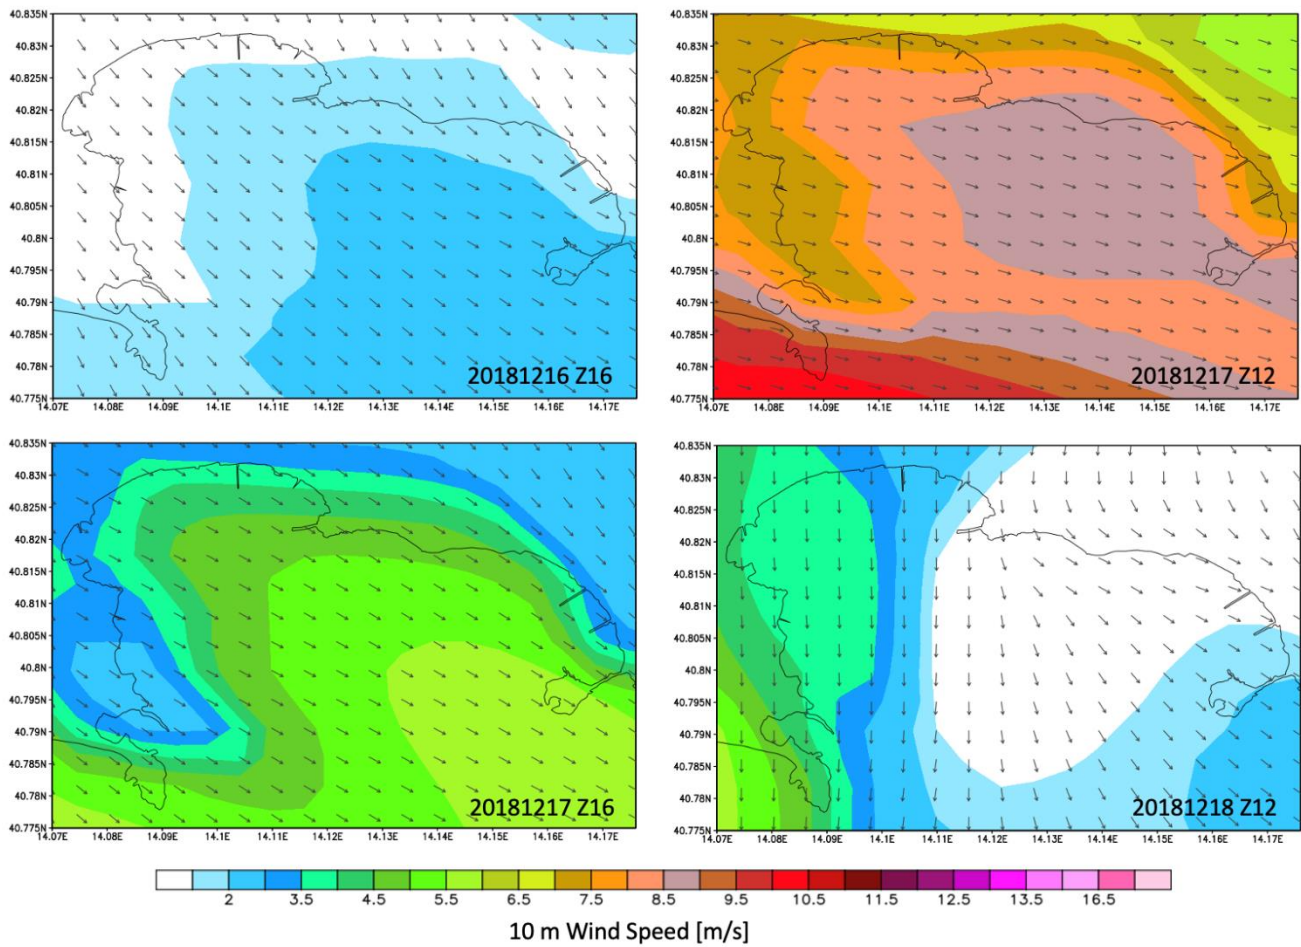 40.835N
40.83N
40.825N
40.82N
40.815N
40.81N
40.805N
40.8N
40.795N
40.79N
40.785N
40.78N
40.775N
20181216 Z16
14.07E 14.08E 14.09E 14.1E 14.11E 14.12E 14.13E 14.14E 14.15E 14.16E 14.17E
40.835N
40.83N
40.825N
40.82N
40.815N
40.81N
40.805N
40.8N
40.795N
40.79N
40.785N
40.78N
40.775N
20181217 Z12
14.07E 14.08E 14.09E 14.1E 14.11E 14.12E 14.13E 14.14E 14.15E 14.16E 14.17E
40.835N
40.83N
40.825N
40.82N
40.815N
40.81N
40.805N
40.8N
40.795N
40.79N
40.785N
40.78N
40.775N
20181217 Z16
14.07E 14.08E 14.09E 14.1E 14.11E 14.12E 14.13E 14.14E 14.15E 14.16E 14.17E
40.835N
40.83N
40.825N
40.82N
40.815N
40.81N
40.805N
40.8N
40.795N
40.79N
40.785N
40.78N
40.775N
20181218 Z12
14.07E 14.08E 14.09E 14.1E 14.11E 14.12E 14.13E 14.14E 14.15E 14.16E 14.17E
2 3.5 4.5 5.5 6.5 7.5 8.5 9.5 10.5 11.5 12.5 13.5 16.5
10 m Wind Speed [m/s]